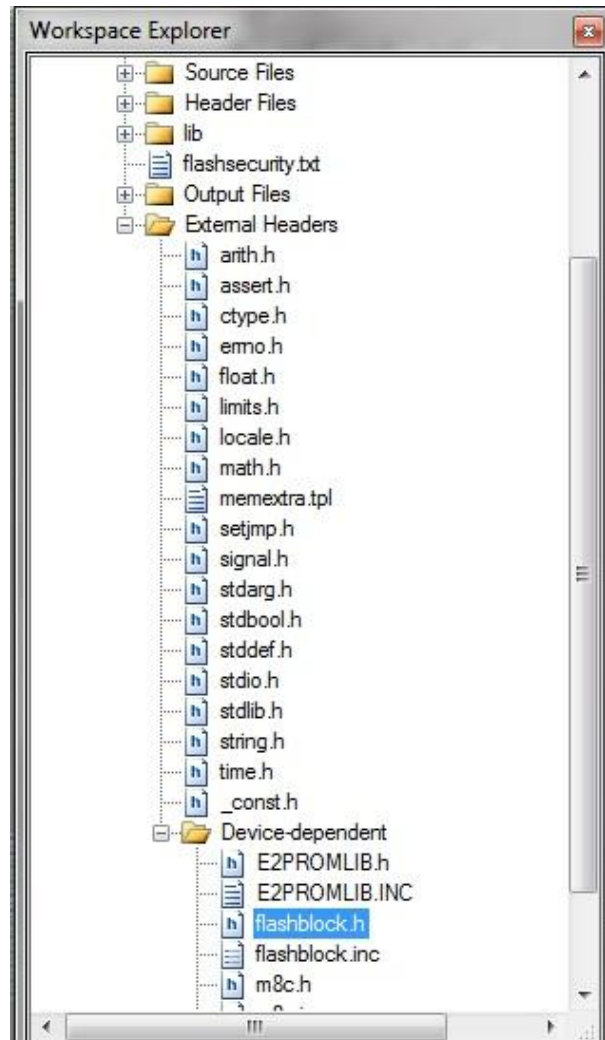 Workspace Explorer
Source Files
Header Files
lib
flashsecurity.txt
Output Files
External Headers
arith.h
assert.h
ctype.h
errno.h
float.h
limits.h
locale.h
math.h
memextra.tpl
setjmp.h
signal.h
stdarg.h
stdbool.h
stddef.h
stdio.h
stdlib.h
string.h
time.h
_const.h
Device-dependent
E2PROMLIB.h
E2PROMLIB.INC
flashblock.h
flashblock.inc
m8c.h